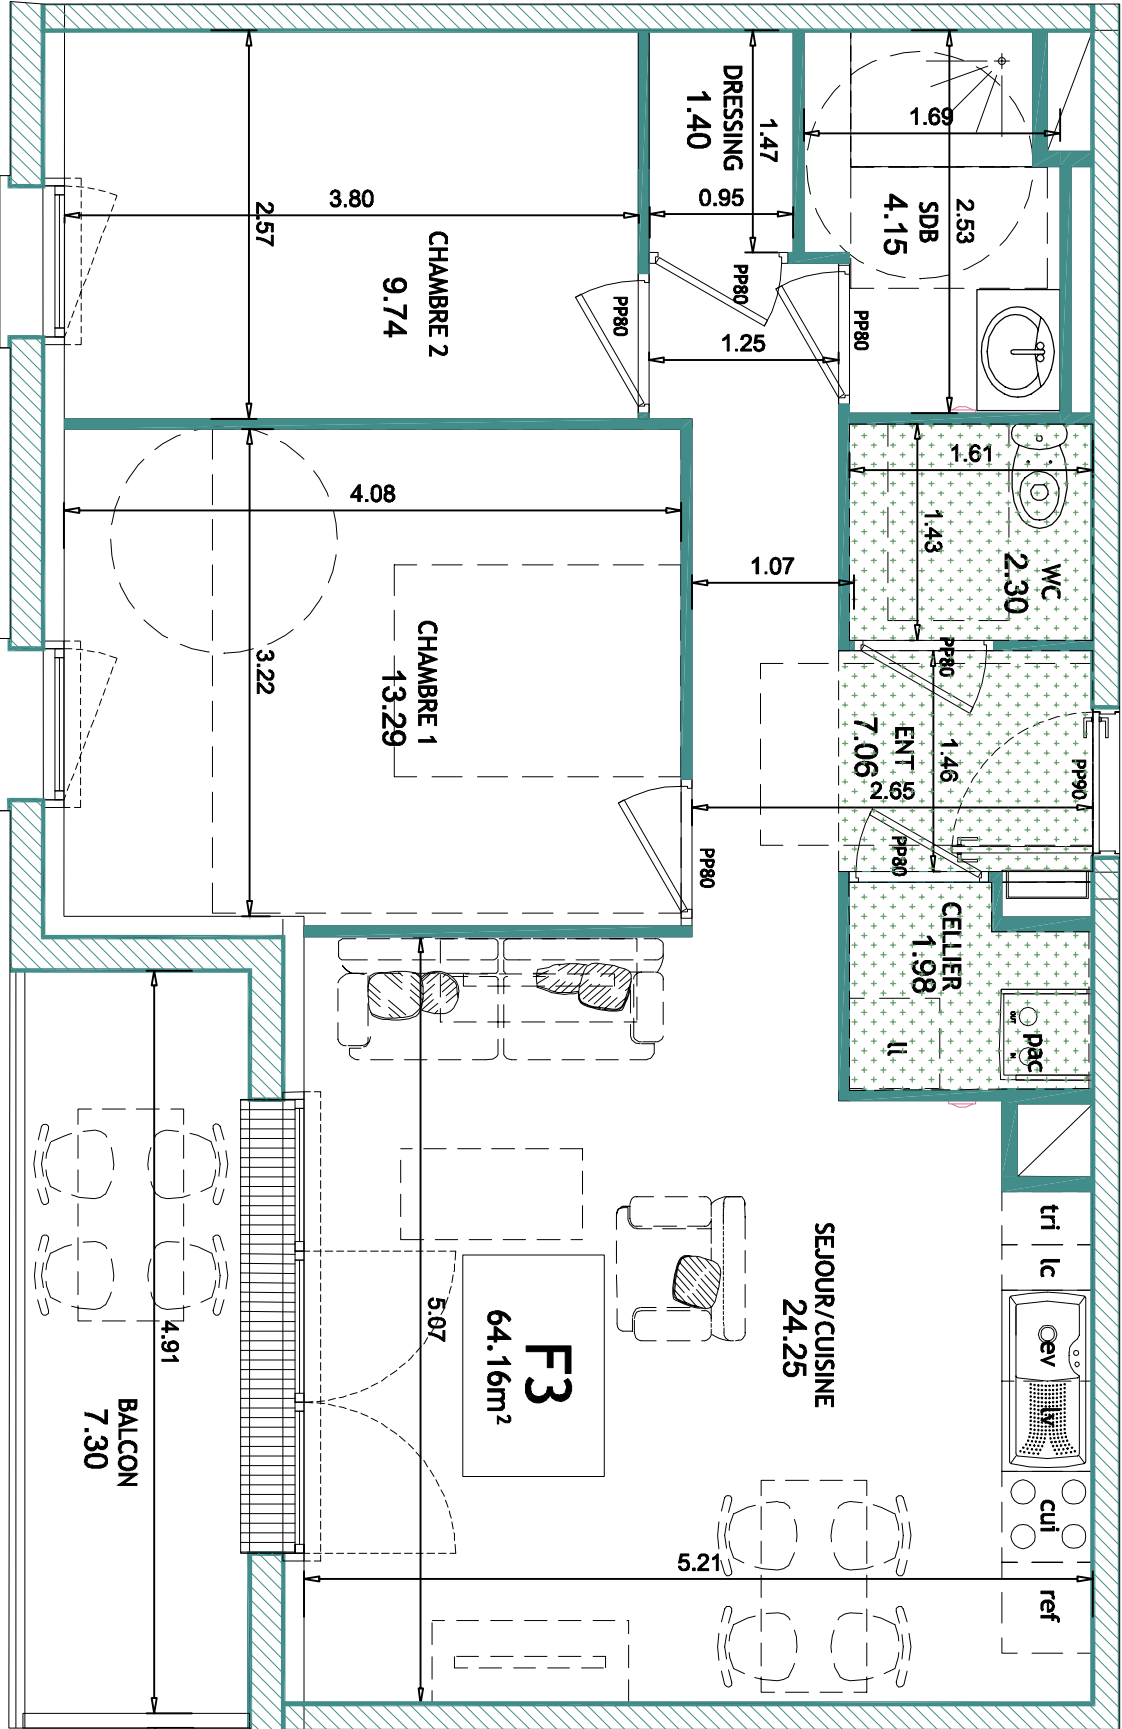 DRESSING
1.40
1.47
0.95
1.69
SDB
4.15
2.53
PP80
PP80
1.25
3.80
2.57
CHAMBRE 2
9.74
PP80
4.08
3.22
CHAMBRE 1
13.29
PP80
1.07
1.61
1.43
WC
2.30
PP80
ENT
7.06
1.46
2.65
PP90
PP80
CELLIER
1.98
ll
pac
OUT
IN
tri
lc
ev
lv
cui
ref
SEJOUR/CUISINE
24.25
5.21
5.07
F3
64.16m²
4.91
BALCON
7.30